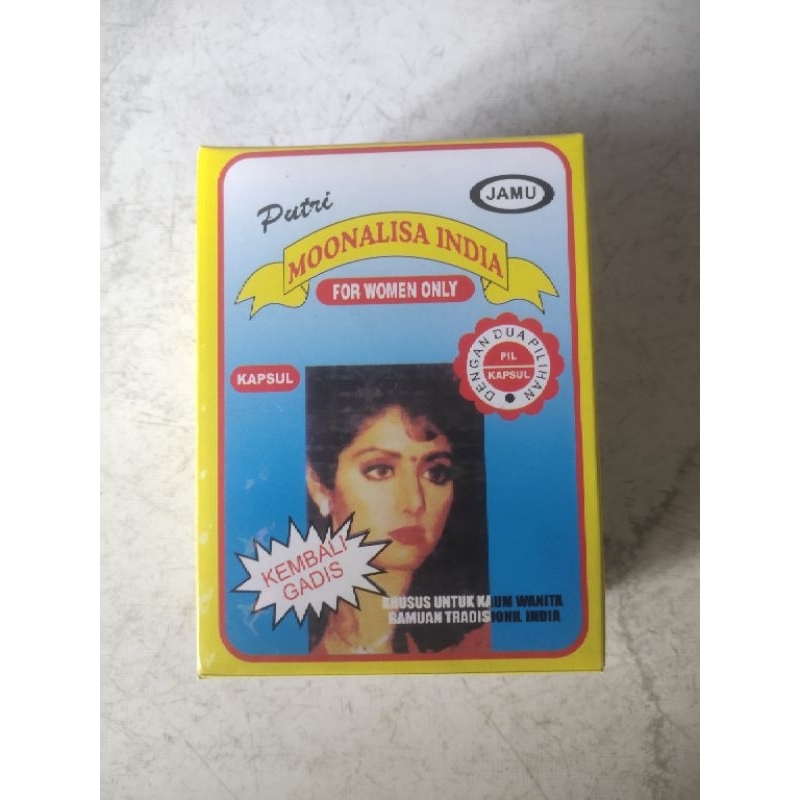 Putri
JAMU
MOONALISA INDIA
FOR WOMEN ONLY
DENGAN DUA PILIHAN
PIL
KAPSUL
KAPSUL
KEMBALI
GADIS
KHUSUS UNTUK KAUM WANITA
RAMUAN TRADISIONIL INDIA